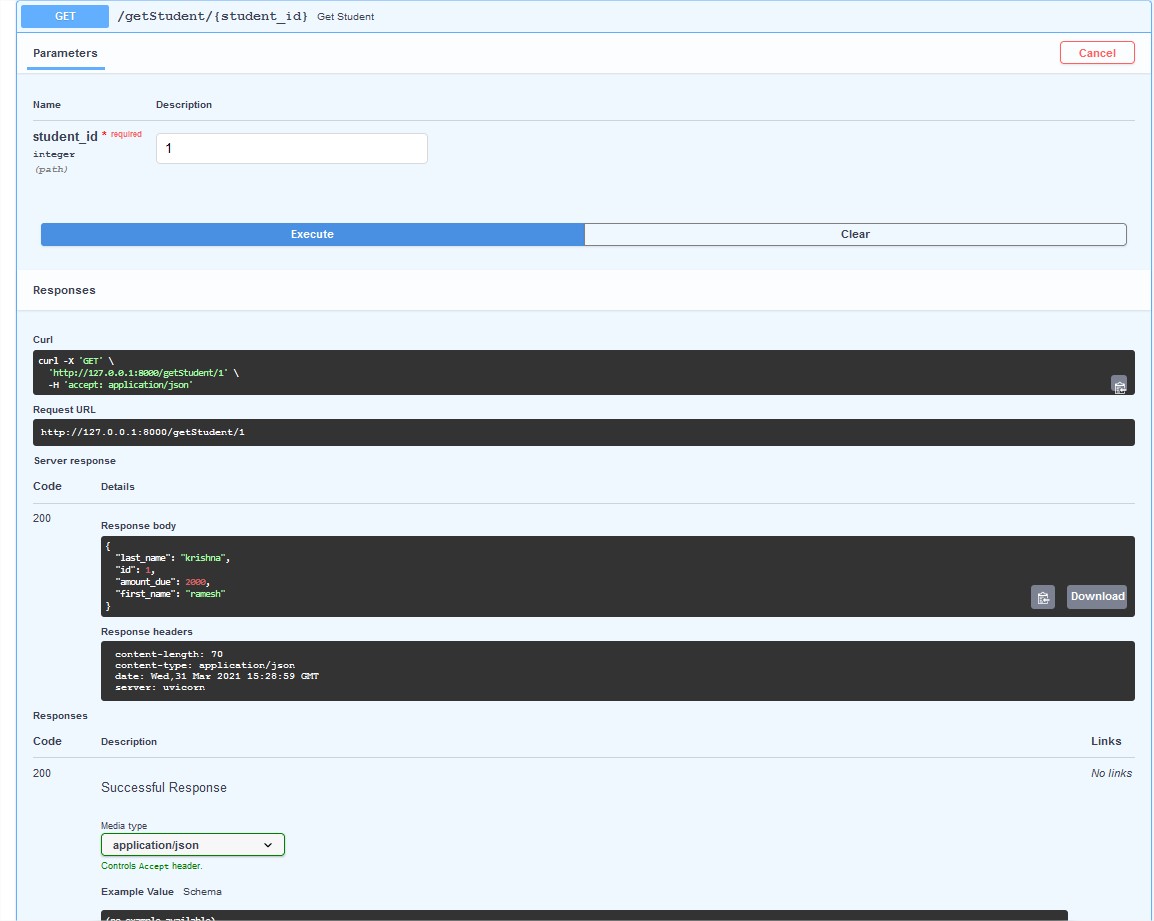 GET /getStudent/{student_id} Get Student
Parameters
Cancel
Name Description
student_id * required
integer
(path)
1
Execute Clear
Responses
Curl
curl -X 'GET' \
'http://127.0.0.1:8000/getStudent/1' \
-H 'accept: application/json'
Request URL
http://127.0.0.1:8000/getStudent/1
Server response
Code Details
200
Response body
{
"last_name": "krishna",
"id": 1,
"amount_due": 2000,
"first_name": "ramesh"
}
Download
Response headers
content-length: 70
content-type: application/json
date: Wed,31 Mar 2021 15:28:59 GMT
server: uvicorn
Responses
Code Description Links
200
Successful Response
No links
Media type
application/json
Controls Accept header.
Example Value Schema
(no example available)